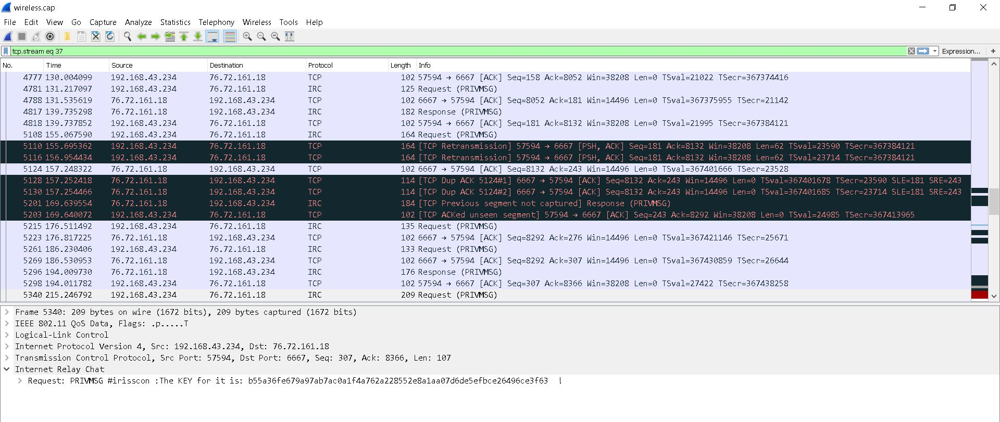 wireless.cap
File Edit View Go Capture Analyze Statistics Telephony Wireless Tools Help
tcp.stream eq 37 Expression... +
No. Time Source Destination Protocol Length Info
4777 130.004099 192.168.43.234 76.72.161.18 TCP 102 57594 → 6667 [ACK] Seq=158 Ack=8052 Win=38208 Len=0 TSval=21022 TSecr=367374416
4781 131.217097 192.168.43.234 76.72.161.18 IRC 125 Request (PRIVMSG)
4788 131.535619 76.72.161.18 192.168.43.234 TCP 102 6667 → 57594 [ACK] Seq=8052 Ack=181 Win=14496 Len=0 TSval=367375955 TSecr=21142
4817 139.735298 76.72.161.18 192.168.43.234 IRC 182 Response (PRIVMSG)
4818 139.737852 192.168.43.234 76.72.161.18 TCP 102 57594 → 6667 [ACK] Seq=181 Ack=8132 Win=38208 Len=0 TSval=21995 TSecr=367384121
5108 155.067590 192.168.43.234 76.72.161.18 IRC 164 Request (PRIVMSG)
5110 155.695362 192.168.43.234 76.72.161.18 TCP 164 [TCP Retransmission] 57594 → 6667 [PSH, ACK] Seq=181 Ack=8132 Win=38208 Len=62 TSval=23590 TSecr=367384121
5116 156.954434 192.168.43.234 76.72.161.18 TCP 164 [TCP Retransmission] 57594 → 6667 [PSH, ACK] Seq=181 Ack=8132 Win=38208 Len=62 TSval=23714 TSecr=367384121
5124 157.248322 76.72.161.18 192.168.43.234 TCP 102 6667 → 57594 [ACK] Seq=8132 Ack=243 Win=14496 Len=0 TSval=367401666 TSecr=23528
5128 157.252418 76.72.161.18 192.168.43.234 TCP 114 [TCP Dup ACK 5124#1] 6667 → 57594 [ACK] Seq=8132 Ack=243 Win=14496 Len=0 TSval=367401678 TSecr=23590 SLE=181 SRE=243
5130 157.254466 76.72.161.18 192.168.43.234 TCP 114 [TCP Dup ACK 5124#2] 6667 → 57594 [ACK] Seq=8132 Ack=243 Win=14496 Len=0 TSval=367401685 TSecr=23714 SLE=181 SRE=243
5201 169.639554 76.72.161.18 192.168.43.234 IRC 184 [TCP Previous segment not captured] Response (PRIVMSG)
5203 169.640072 192.168.43.234 76.72.161.18 TCP 102 [TCP ACKed unseen segment] 57594 → 6667 [ACK] Seq=243 Ack=8292 Win=38208 Len=0 TSval=24985 TSecr=367413965
5215 176.511492 192.168.43.234 76.72.161.18 IRC 135 Request (PRIVMSG)
5223 176.817225 76.72.161.18 192.168.43.234 TCP 102 6667 → 57594 [ACK] Seq=8292 Ack=276 Win=14496 Len=0 TSval=367421146 TSecr=25671
5261 186.230406 192.168.43.234 76.72.161.18 IRC 133 Request (PRIVMSG)
5269 186.530953 76.72.161.18 192.168.43.234 TCP 102 6667 → 57594 [ACK] Seq=8292 Ack=307 Win=14496 Len=0 TSval=367430859 TSecr=26644
5296 194.009730 76.72.161.18 192.168.43.234 IRC 176 Response (PRIVMSG)
5298 194.011782 192.168.43.234 76.72.161.18 TCP 102 57594 → 6667 [ACK] Seq=307 Ack=8366 Win=38208 Len=0 TSval=27422 TSecr=367438258
5340 215.246792 192.168.43.234 76.72.161.18 IRC 209 Request (PRIVMSG)
Frame 5340: 209 bytes on wire (1672 bits), 209 bytes captured (1672 bits)
IEEE 802.11 QoS Data, Flags: .p.....T
Logical-Link Control
Internet Protocol Version 4, Src: 192.168.43.234, Dst: 76.72.161.18
Transmission Control Protocol, Src Port: 57594, Dst Port: 6667, Seq: 307, Ack: 8366, Len: 107
Internet Relay Chat
Request: PRIVMSG #irisscon :The KEY for it is: b55a36fe679a97ab7ac0a1f4a762a228552e8a1aa07d6de5efbce26496ce3f63  !